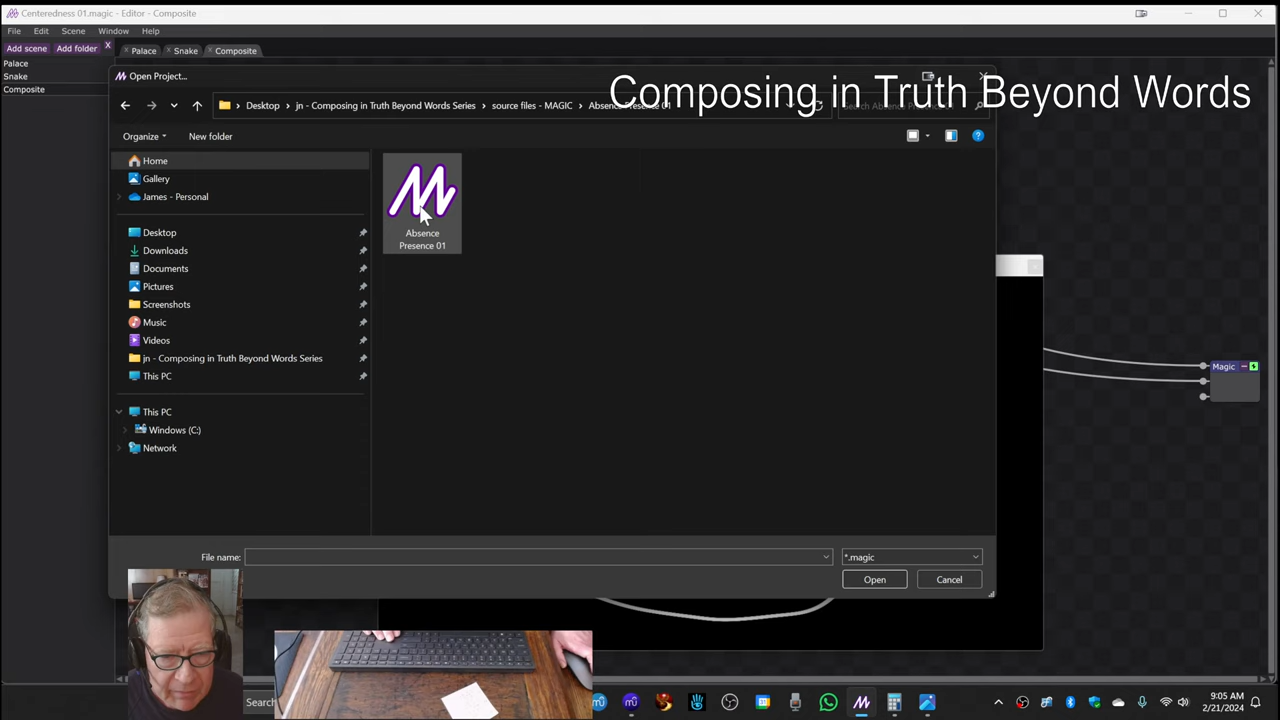 Centeredness 01.magic - Editor - Composite
File Edit Scene Window Help
Add scene Add folder X
Palace Snake Composite
Palace
Snake
Composite
Open Project...
Composing in Truth Beyond Words
Desktop > jn - Composing in Truth Beyond Words Series > source files - MAGIC > Absence Presence 01
Organize New folder
Home
Gallery
James - Personal
Desktop
Downloads
Documents
Pictures
Screenshots
Music
Videos
jn - Composing in Truth Beyond Words Series
This PC
This PC
Windows (C:)
Network
Absence
Presence 01
Magic
File name:
*.magic
Open Cancel
Search
9:05 AM
2/21/2024